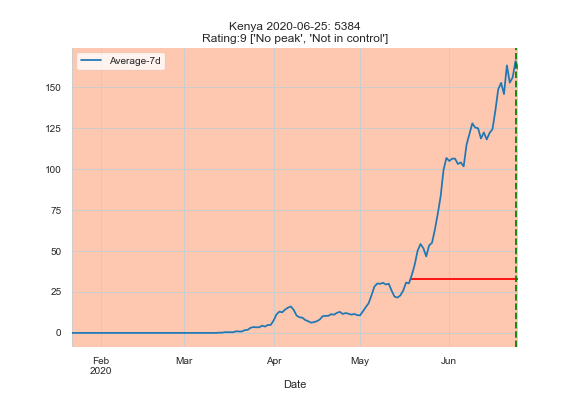 Kenya 2020-06-25: 5384
Rating:9 ['No peak', 'Not in control']
Average-7d
150
125
100
75
50
25
0
Feb
2020
Mar
Apr
May
Jun
Date